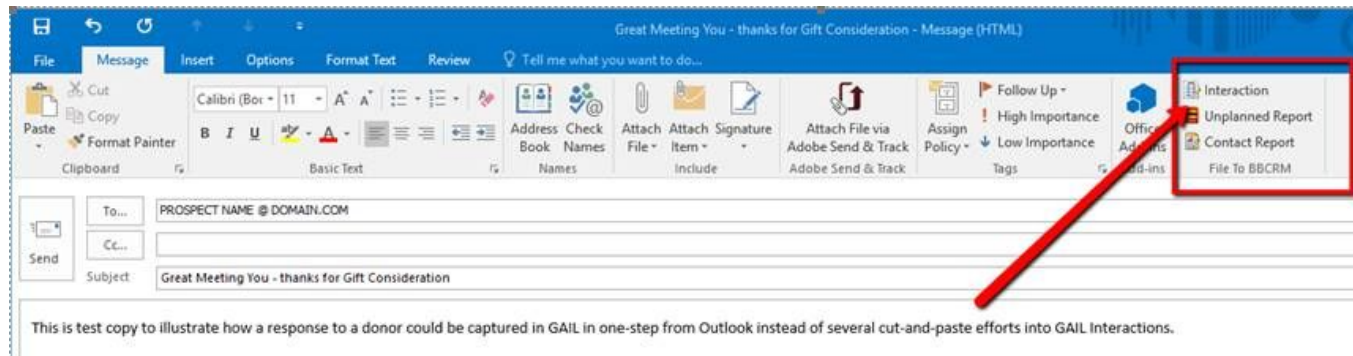 Great Meeting You - thanks for Gift Consideration - Message (HTML)
File Message Insert Options Format Text Review Tell me what you want to do...
Paste
Cut
Copy
Format Painter
Clipboard
Calibri (Boc 11
B I U
Basic Text
Address Book
Check Names
Names
Attach File
Attach Item
Signature
Include
Attach File via Adobe Send & Track
Adobe Send & Track
Assign Policy
Follow Up
High Importance
Low Importance
Tags
Office
Interaction
Unplanned Report
Contact Report
File To BBCRM
Send
To... PROSPECT NAME @ DOMAIN.COM
Cc...
Subject Great Meeting You - thanks for Gift Consideration
This is test copy to illustrate how a response to a donor could be captured in GAIL in one-step from Outlook instead of several cut-and-paste efforts into GAIL Interactions.